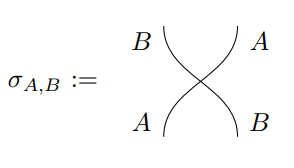 B A
σ_{A,B} :=
A B